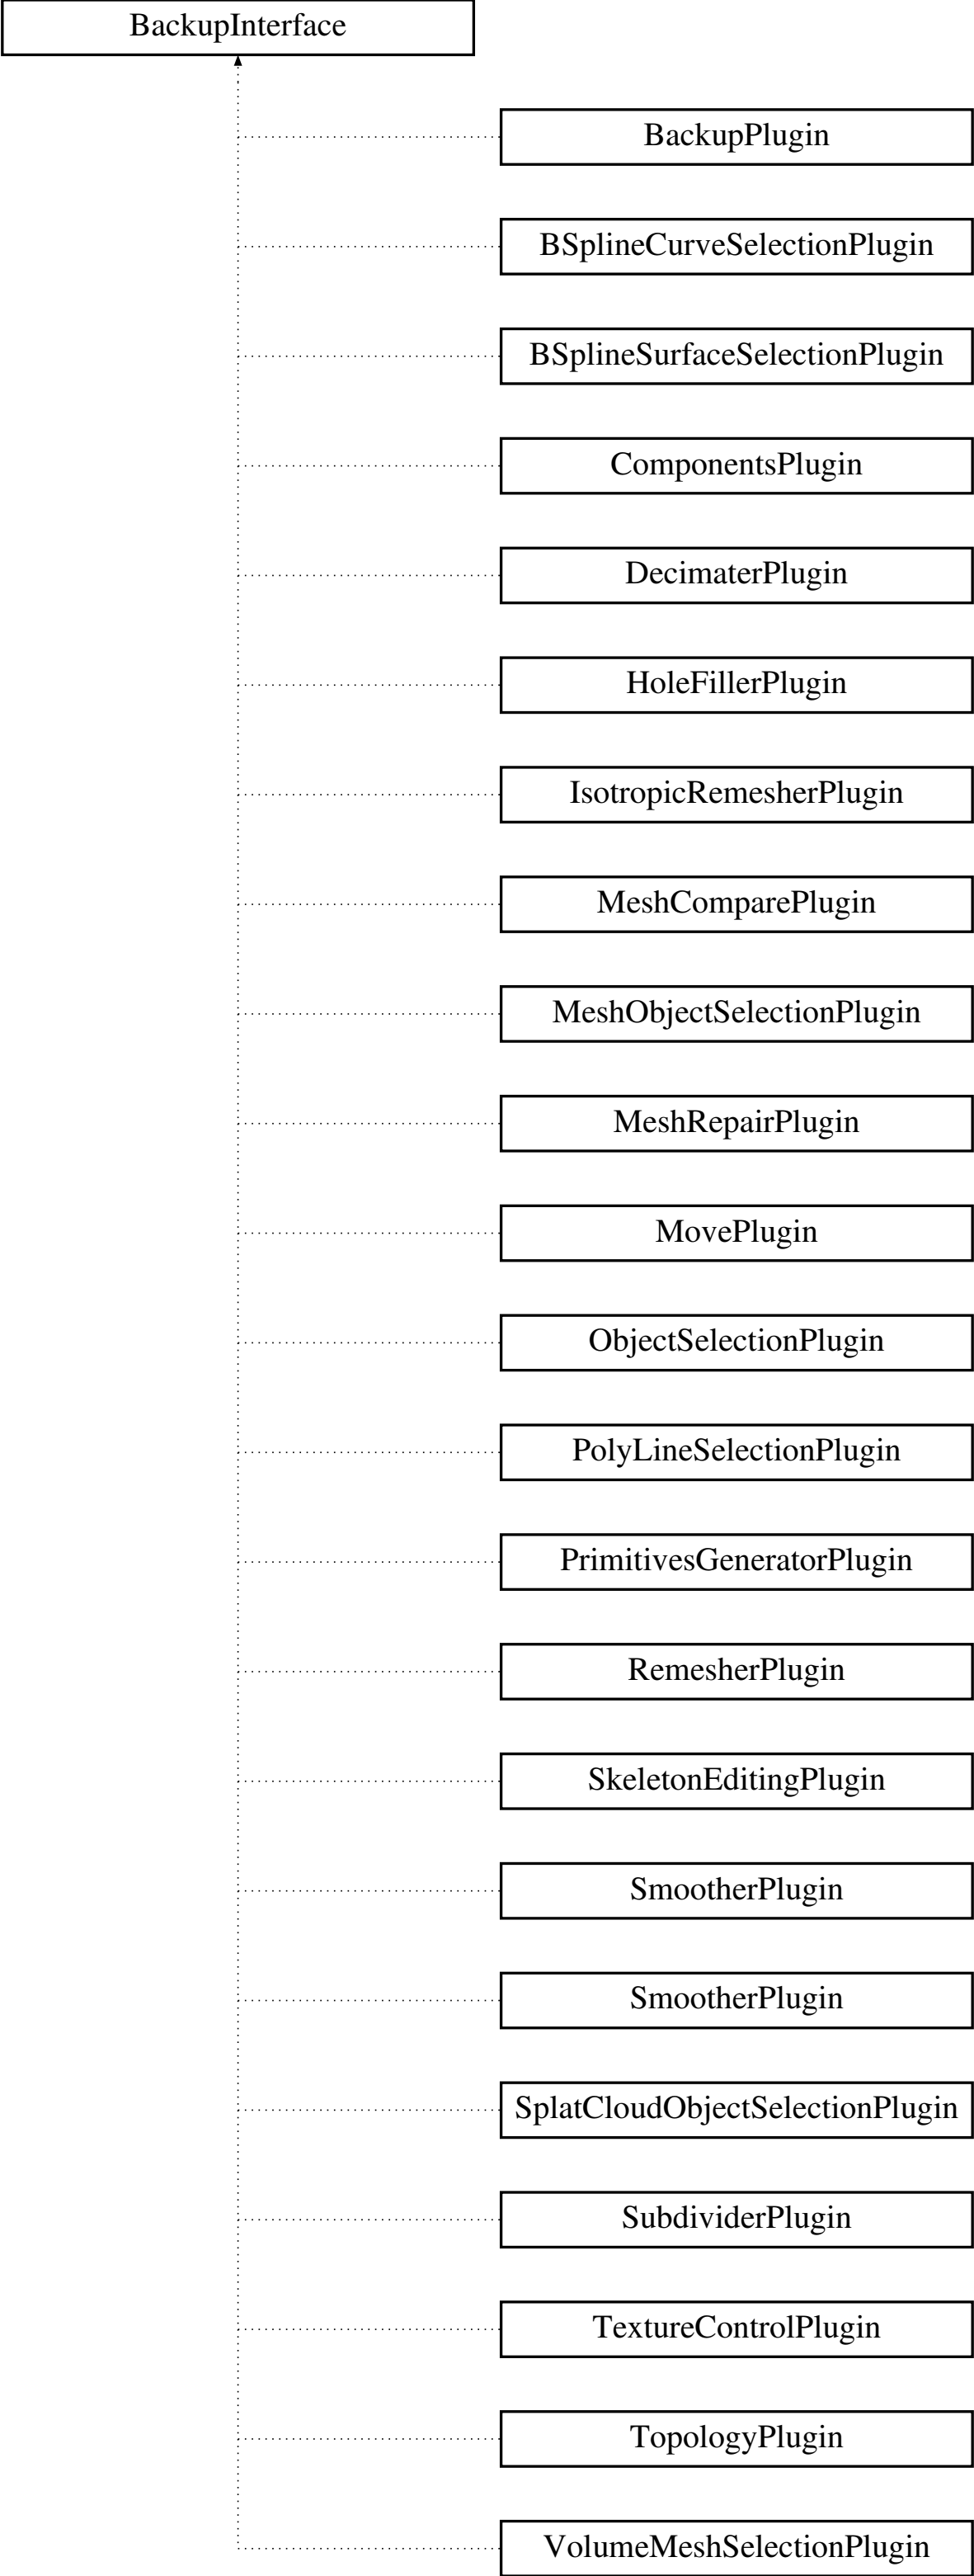 BackupInterface
BackupPlugin
BSplineCurveSelectionPlugin
BSplineSurfaceSelectionPlugin
ComponentsPlugin
DecimaterPlugin
HoleFillerPlugin
IsotropicRemesherPlugin
MeshComparePlugin
MeshObjectSelectionPlugin
MeshRepairPlugin
MovePlugin
ObjectSelectionPlugin
PolyLineSelectionPlugin
PrimitivesGeneratorPlugin
RemesherPlugin
SkeletonEditingPlugin
SmootherPlugin
SmootherPlugin
SplatCloudObjectSelectionPlugin
SubdividerPlugin
TextureControlPlugin
TopologyPlugin
VolumeMeshSelectionPlugin